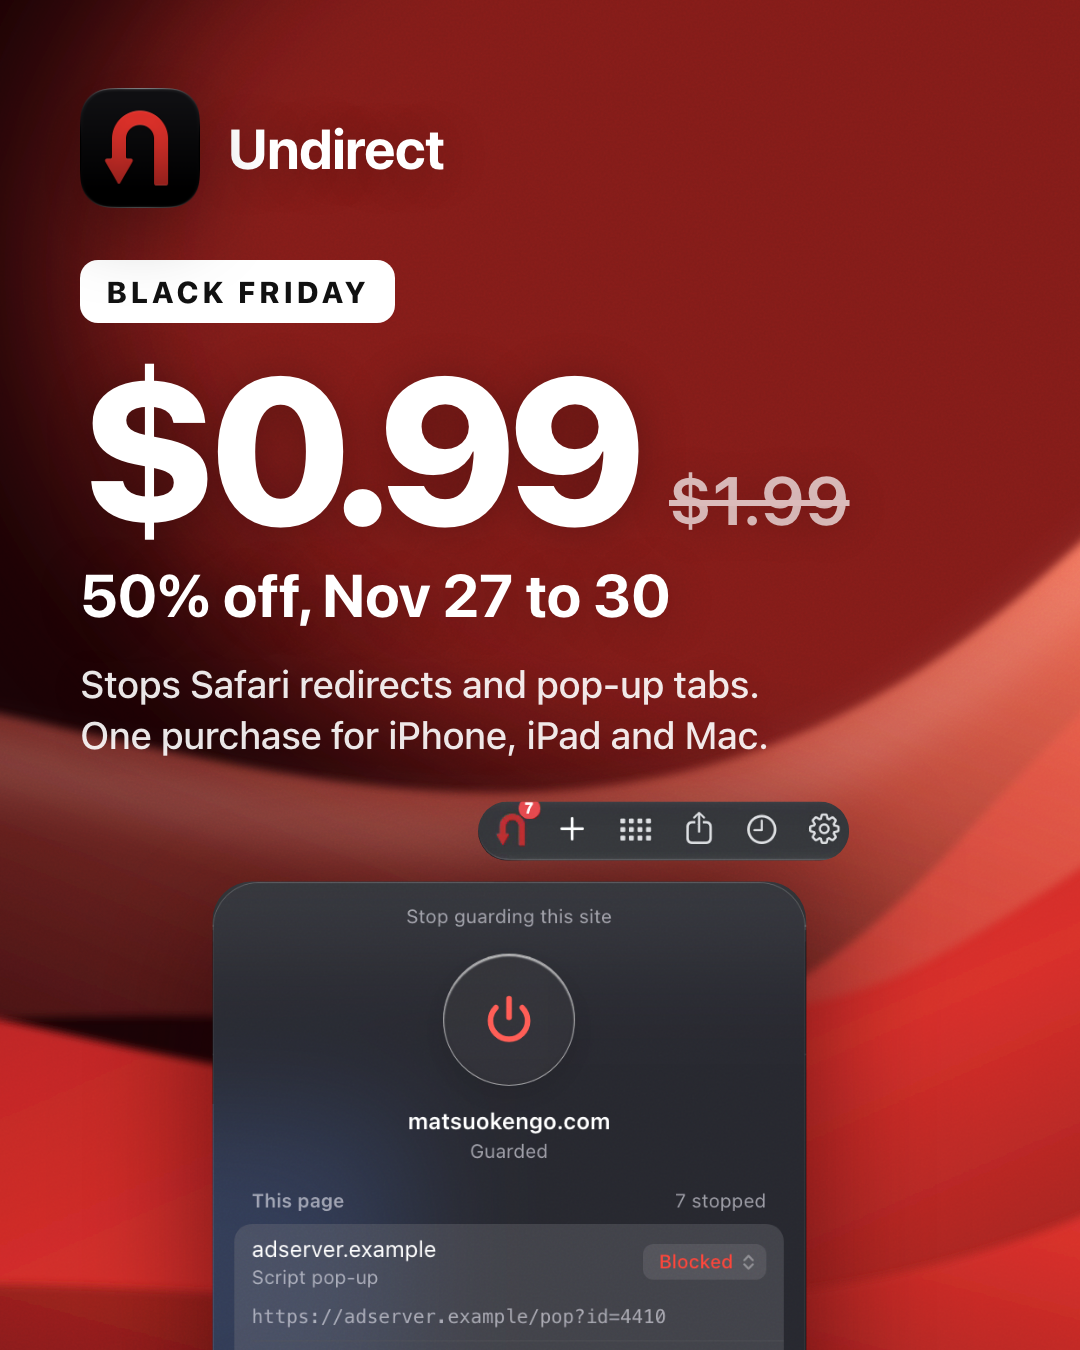 Undirect
BLACK FRIDAY
$0.99 $1.99
50% off, Nov 27 to 30
Stops Safari redirects and pop-up tabs.
One purchase for iPhone, iPad and Mac.
7
Stop guarding this site
matsuokengo.com
Guarded
This page 7 stopped
adserver.example
Blocked
Script pop-up
https://adserver.example/pop?id=4410